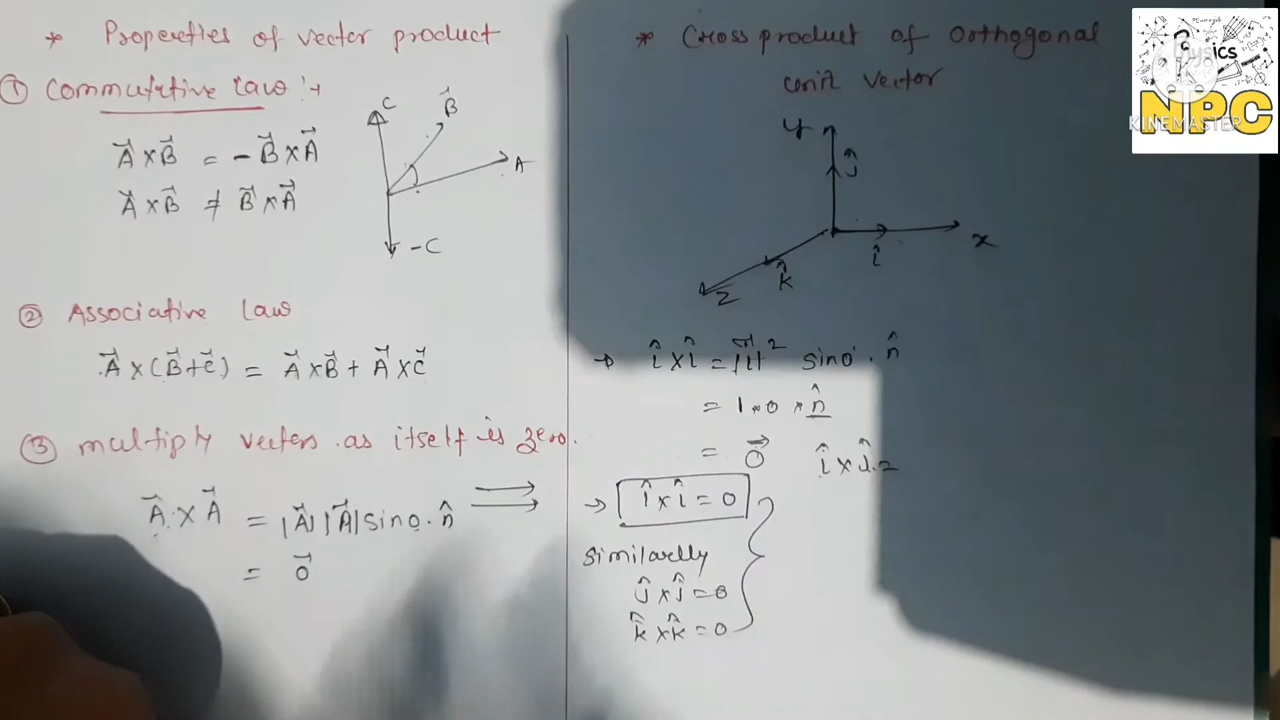 * Properties of vector product
① Commutative law :-
A⃗ × B⃗ = - B⃗ × A⃗
A⃗ × B⃗ ≠ B⃗ × A⃗
C
B⃗
A
-C
② Associative law
A⃗ × (B⃗ + C⃗) = A⃗ × B⃗ + A⃗ × C⃗
③ multiply vectors as itself is zero.
A⃗ × A⃗ = |A⃗| |A⃗| sin0 . n̂
= 0⃗
* Cross product of Orthogonal
unit vector
y
ĵ
x
î
k̂
z
→ î × î = |î|² sin0° . n̂
= 1 × 0 × n̂
= 0⃗
î × ĵ =
→ î × î = 0
Similarly
ĵ × ĵ = 0
k̂ × k̂ = 0
Physics
NPC
KINEMASTER